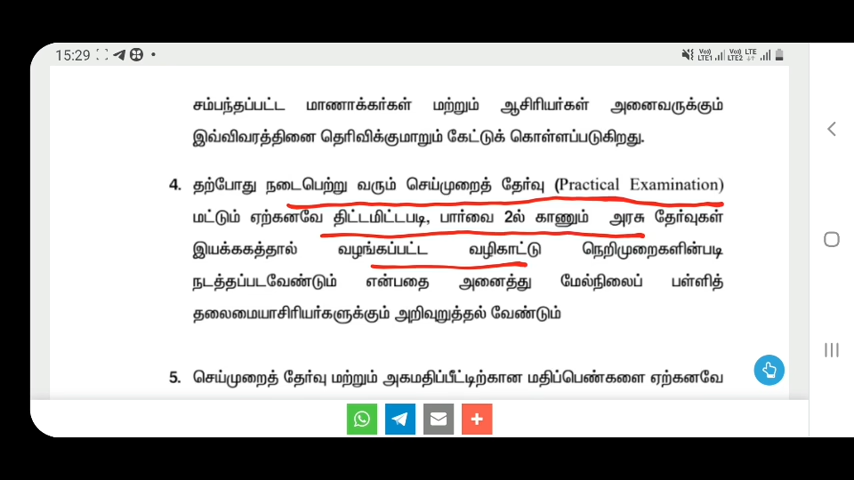 15:29
LTE1 LTE2 LTE
சம்பந்தப்பட்ட மாணாக்கர்கள் மற்றும் ஆசிரியர்கள் அனைவருக்கும்
இவ்விவரத்தினை தெரிவிக்குமாறும் கேட்டுக் கொள்ளப்படுகிறது.
4. தற்போது நடைபெற்று வரும் செய்முறைத் தேர்வு (Practical Examination)
மட்டும் ஏற்கனவே திட்டமிட்டபடி, பார்வை 2ல் காணும் அரசு தேர்வுகள்
இயக்ககத்தால் வழங்கப்பட்ட வழிகாட்டு நெறிமுறைகளின்படி
நடத்தப்படவேண்டும் என்பதை அனைத்து மேல்நிலைப் பள்ளித்
தலைமையாசிரியர்களுக்கும் அறிவுறுத்தல் வேண்டும்
5. செய்முறைத் தேர்வு மற்றும் அகமதிப்பீட்டிற்கான மதிப்பெண்களை ஏற்கனவே